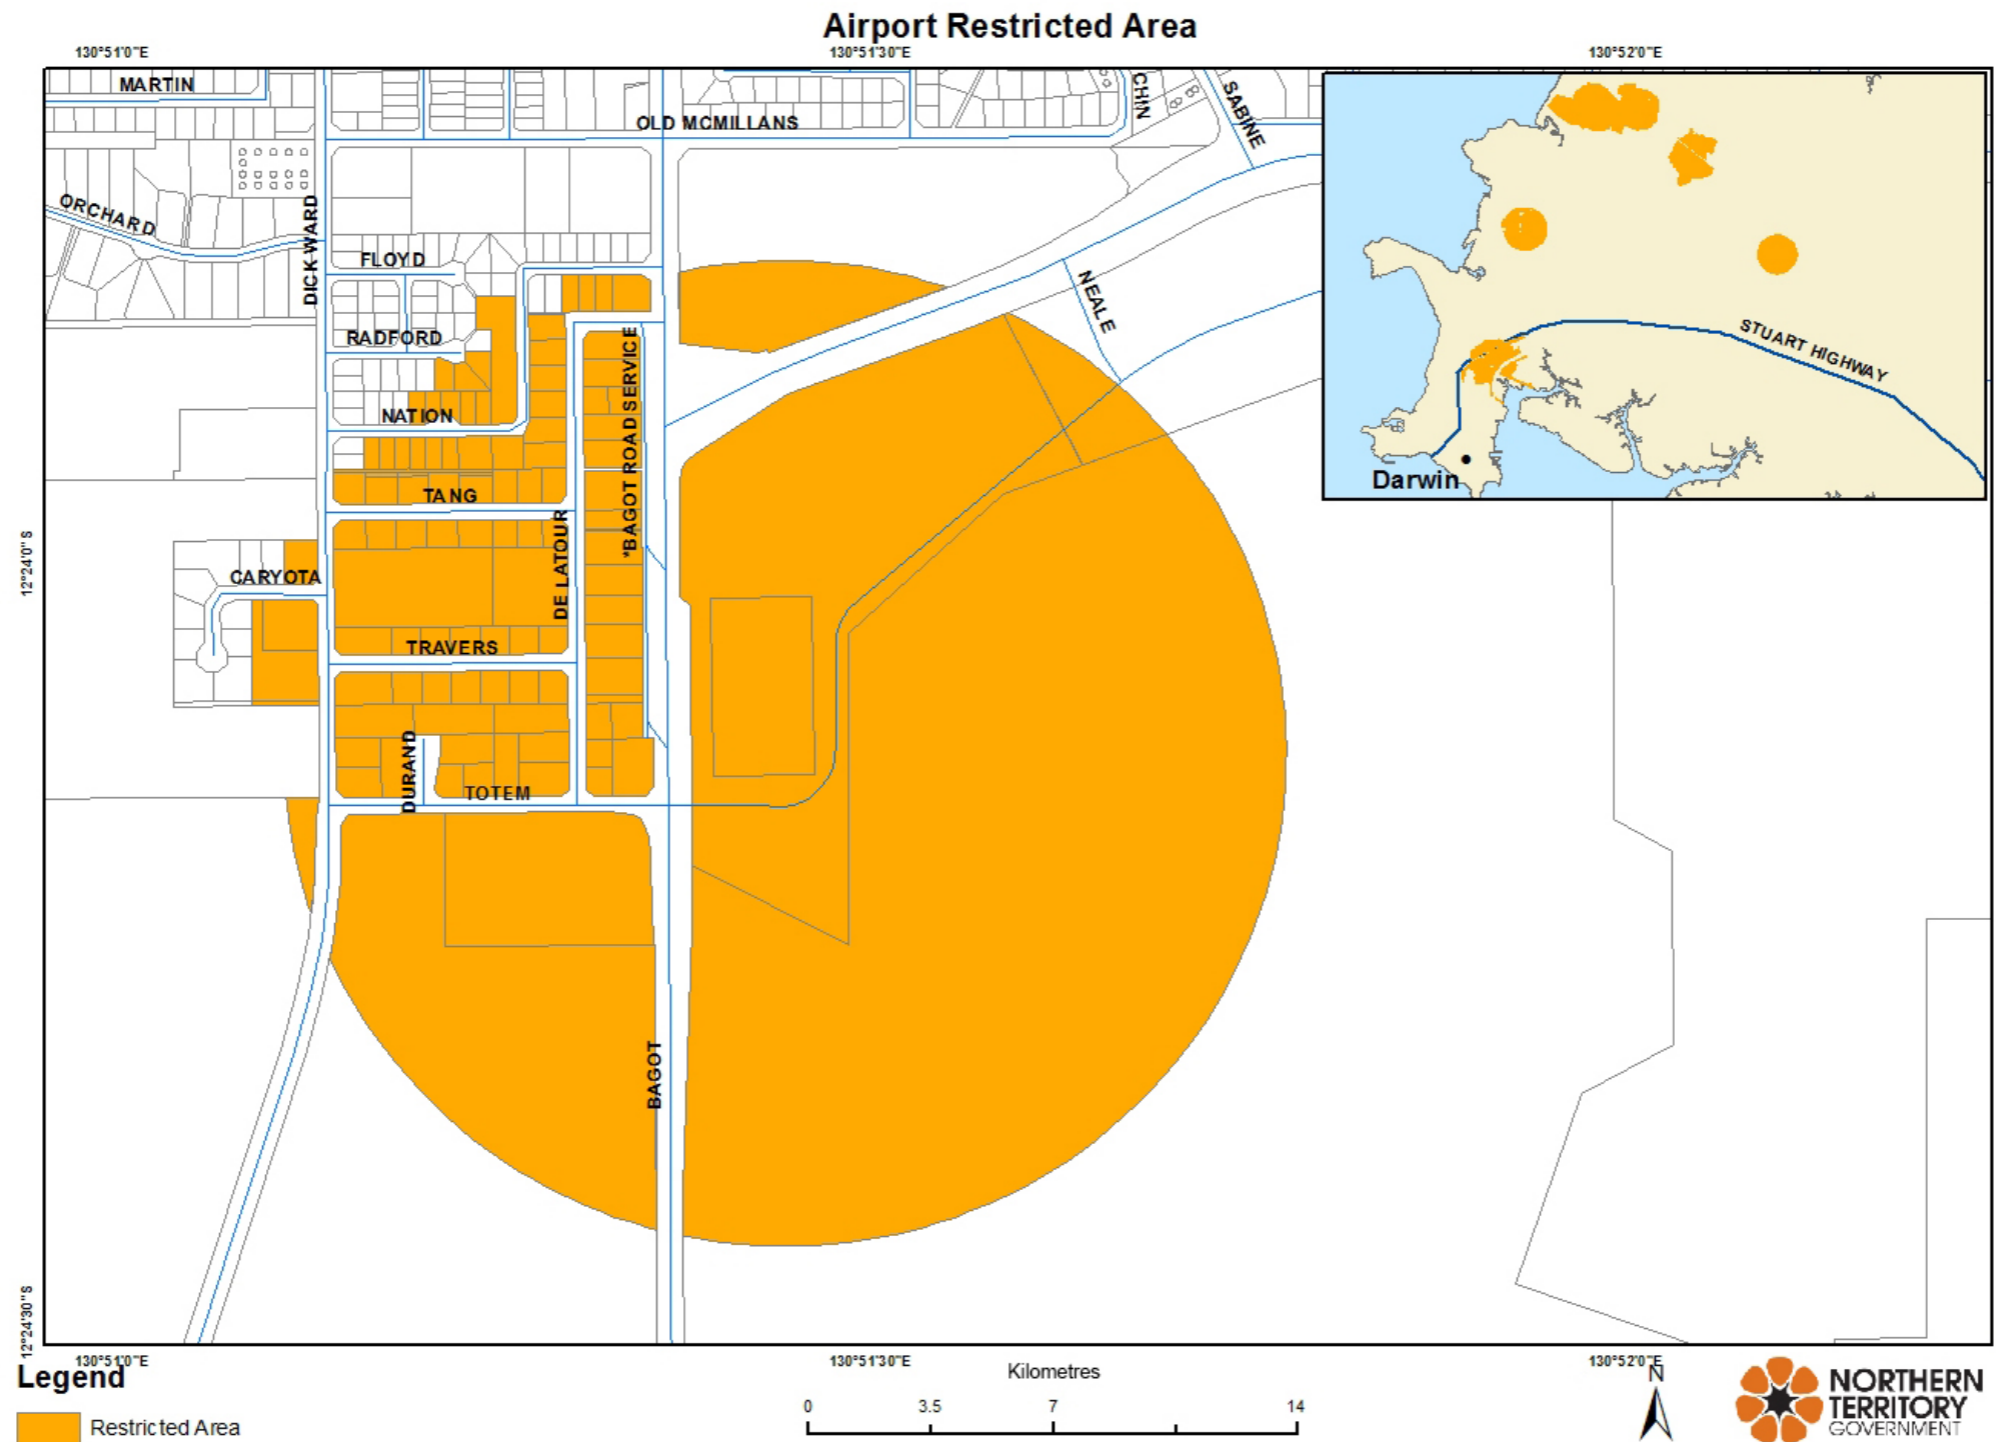 Airport Restricted Area
130°51'0"E
130°51'30"E
130°52'0"E
MARTIN
OLD MCMILLANS
CHIN
SABINE
ORCHARD
DICK WARD
FLOYD
NEALE
RADFORD
NATION
*BAGOT ROAD SERVICE
TANG
DE LATOUR
CARYOTA
TRAVERS
DURAND
TOTEM
BAGOT
STUART HIGHWAY
Darwin
12°24'0"S
12°24'30"S
130°51'0"E
130°51'30"E
130°52'0"E
Legend
Restricted Area
Kilometres
0 3.5 7 14
N
NORTHERN
TERRITORY
GOVERNMENT